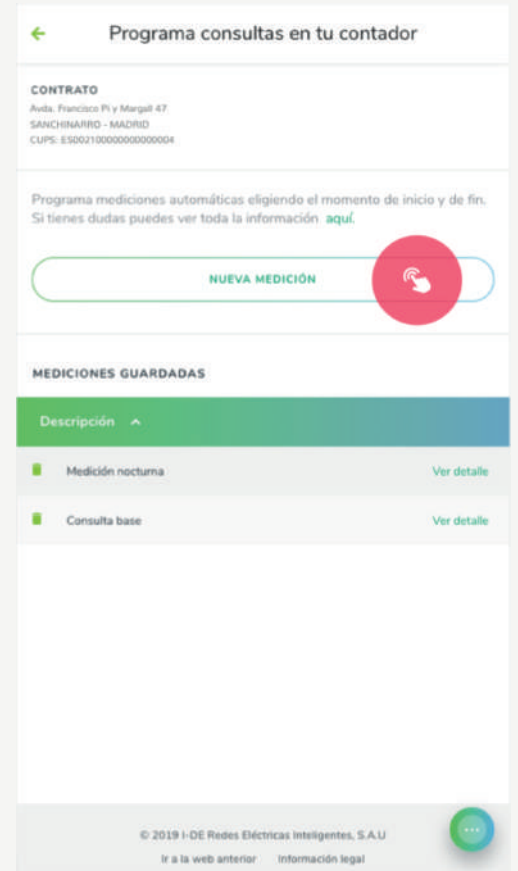 Programa consultas en tu contador
CONTRATO
Avda. Francisco Pi y Margall 47
SANCHINARRO - MADRID
CUPS: ES002100000000000004
Programa mediciones automáticas eligiendo el momento de inicio y de fin.
Si tienes dudas puedes ver toda la información aquí.
NUEVA MEDICIÓN
MEDICIONES GUARDADAS
Descripción
Medición nocturna Ver detalle
Consulta base Ver detalle
© 2019 I-DE Redes Eléctricas Inteligentes, S.A.U
Ir a la web anterior Información legal